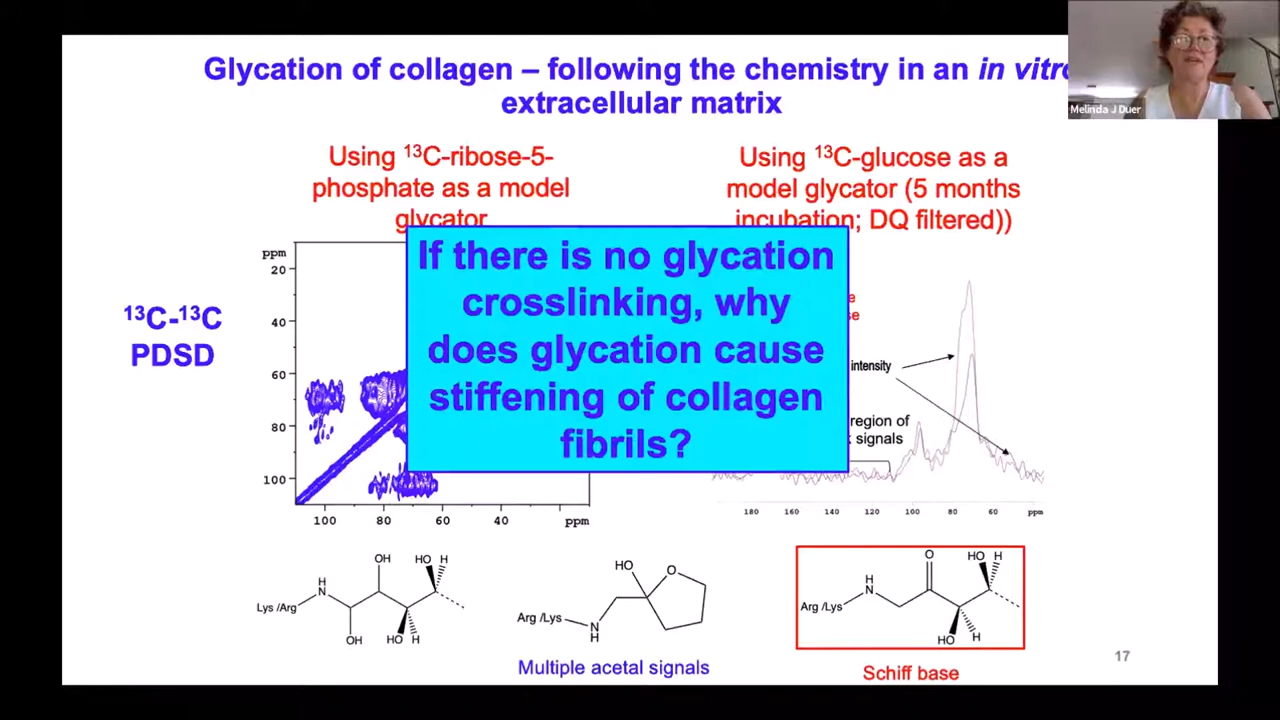 Glycation of collagen – following the chemistry in an in vitro
extracellular matrix
Melinda J Duer
Using ¹³C-ribose-5-
phosphate as a model
glycator
Using ¹³C-glucose as a
model glycator (5 months
incubation; DQ filtered))
If there is no glycation
crosslinking, why
does glycation cause
stiffening of collagen
fibrils?
¹³C-¹³C
PDSD
ppm
20
40
60
80
100
100 80 60 40 ppm
intensity
region of
signals
180 160 140 120 100 80 60 ppm
OH HO H
H
N
Lys /Arg
OH HO H
HO O
Arg /Lys
N
H
Multiple acetal signals
O HO H
H
N
Arg /Lys
HO H
Schiff base
17